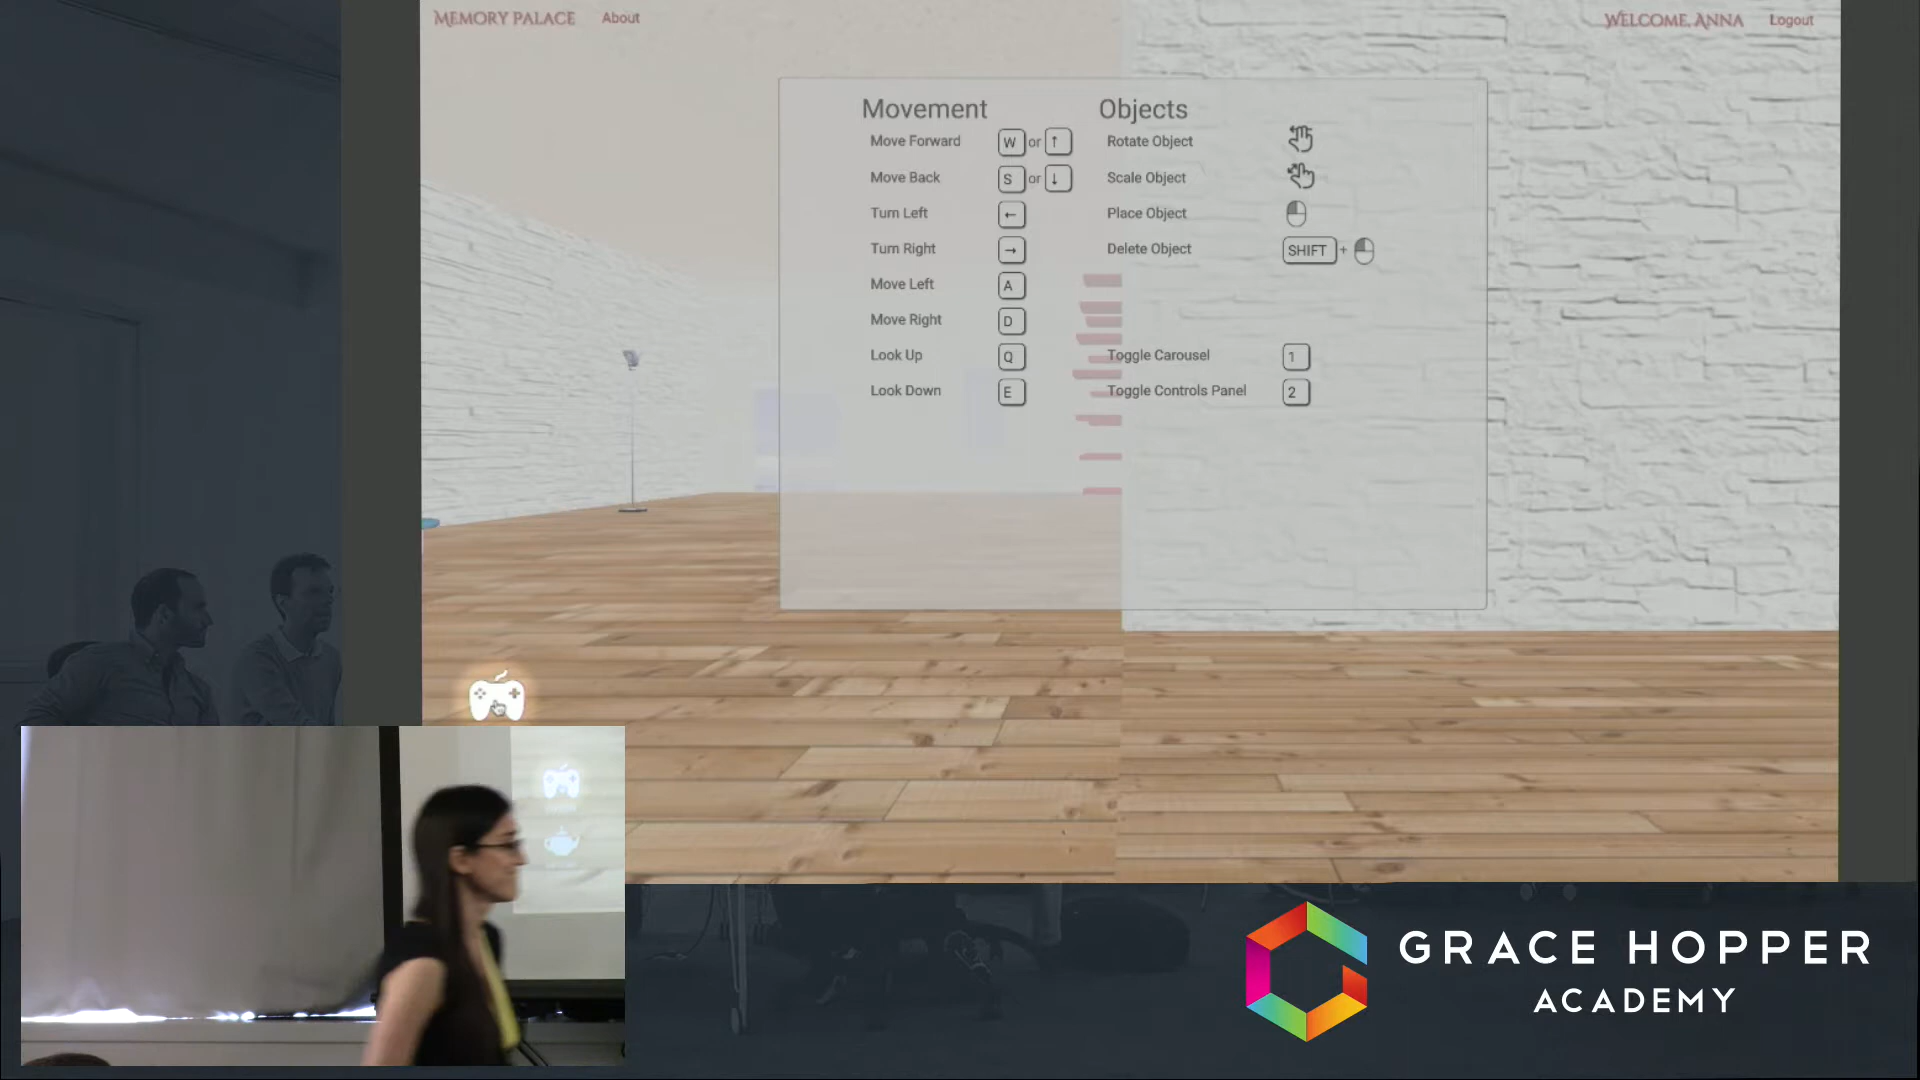 MEMORY PALACE About
WELCOME, ANNA Logout
Movement
Move Forward W or ↑
Move Back S or ↓
Turn Left ←
Turn Right →
Move Left A
Move Right D
Look Up Q
Look Down E
Objects
Rotate Object
Scale Object
Place Object
Delete Object SHIFT +
Toggle Carousel 1
Toggle Controls Panel 2
GRACE HOPPER
ACADEMY